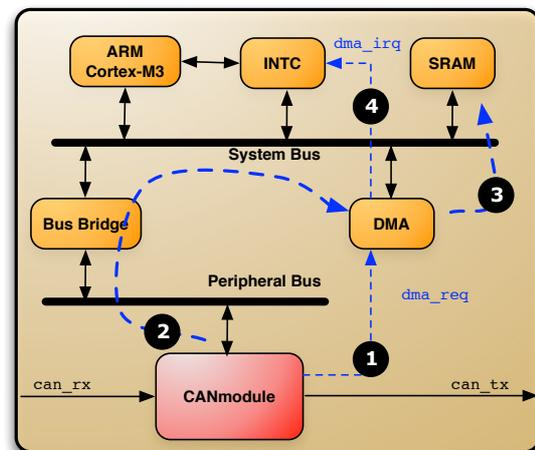 dma_irq
ARM
Cortex-M3
INTC
SRAM
4
System Bus
3
Bus Bridge
DMA
Peripheral Bus
dma_req
2
1
can_rx
CANmodule
can_tx